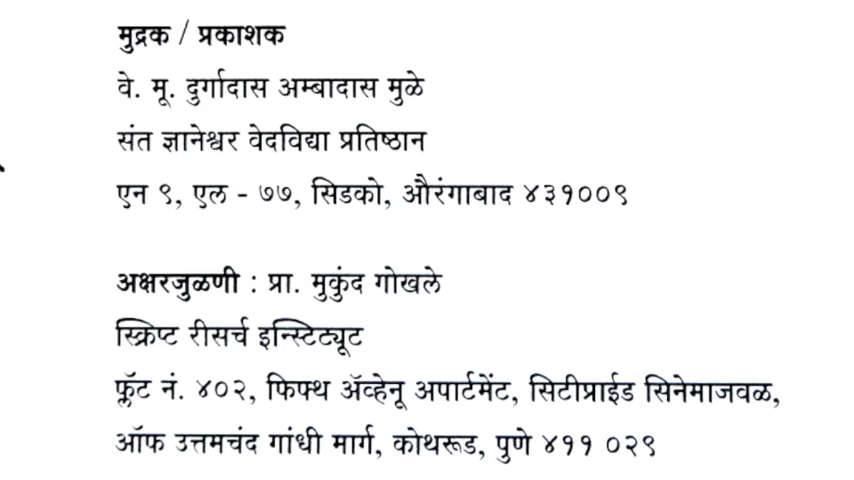 मुद्रक / प्रकाशक
वे. मू. दुर्गादास अम्बादास मुळे
संत ज्ञानेश्वर वेदविद्या प्रतिष्ठान
एन ९, एल - ७७, सिडको, औरंगाबाद ४३१००९
अक्षरजुळणी : प्रा. मुकुंद गोखले
स्क्रिप्ट रीसर्च इन्स्टिट्यूट
फ्लॅट नं. ४०२, फिफ्थ ॲव्हेनू अपार्टमेंट, सिटीप्राईड सिनेमाजवळ,
ऑफ उत्तमचंद गांधी मार्ग, कोथरूड, पुणे ४११ ०२९